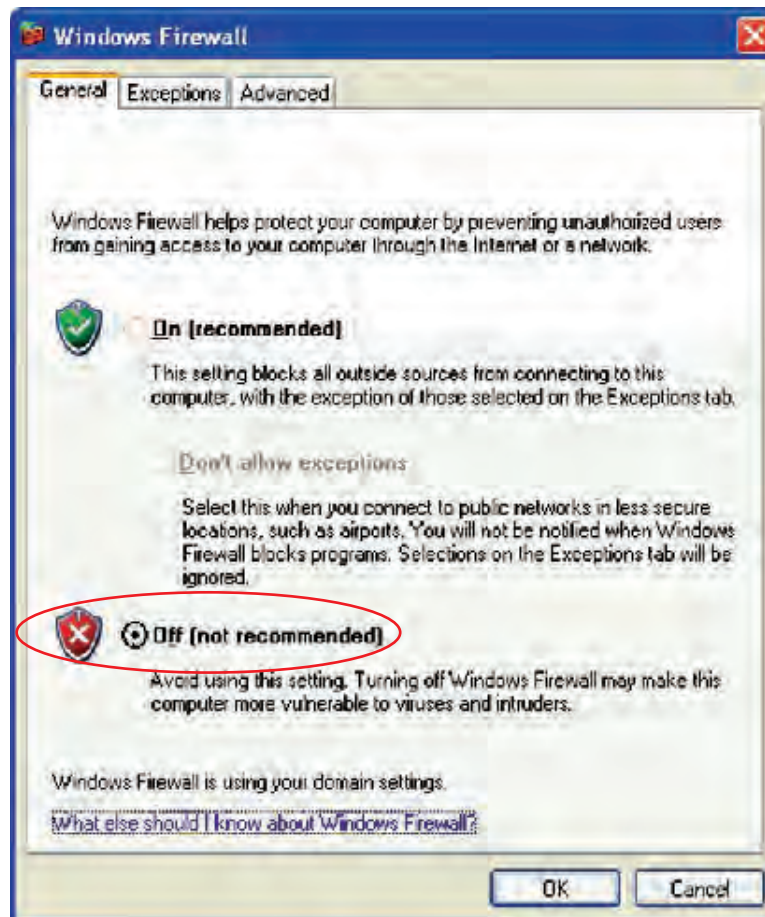 Windows Firewall
General Exceptions Advanced
Windows Firewall helps protect your computer by preventing unauthorized users
from gaining access to your computer through the Internet or a network.
On (recommended)
This setting blocks all outside sources from connecting to this
computer, with the exception of those selected on the Exceptions tab.
Don't allow exceptions
Select this when you connect to public networks in less secure
locations, such as airports. You will not be notified when Windows
Firewall blocks programs. Selections on the Exceptions tab will be
ignored.
Off (not recommended)
Avoid using this setting. Turning off Windows Firewall may make this
computer more vulnerable to viruses and intruders.
Windows Firewall is using your domain settings.
What else should I know about Windows Firewall?
OK Cancel